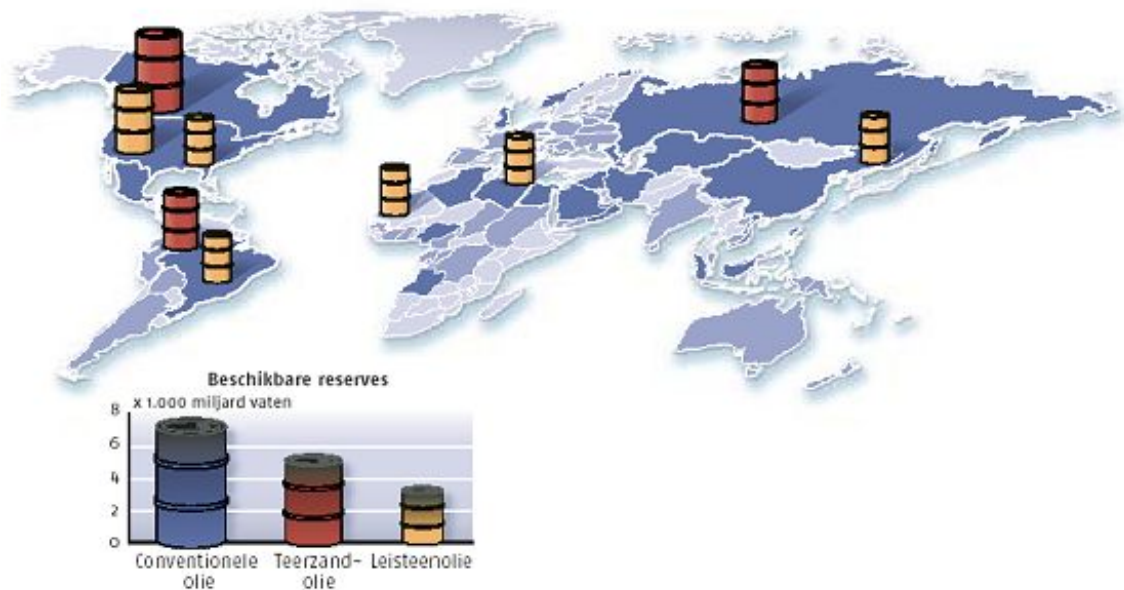 Beschikbare reserves
x 1.000 miljard vaten
8
6
4
2
0
Conventionele olie
Teerzand-
olie
Leisteenolie